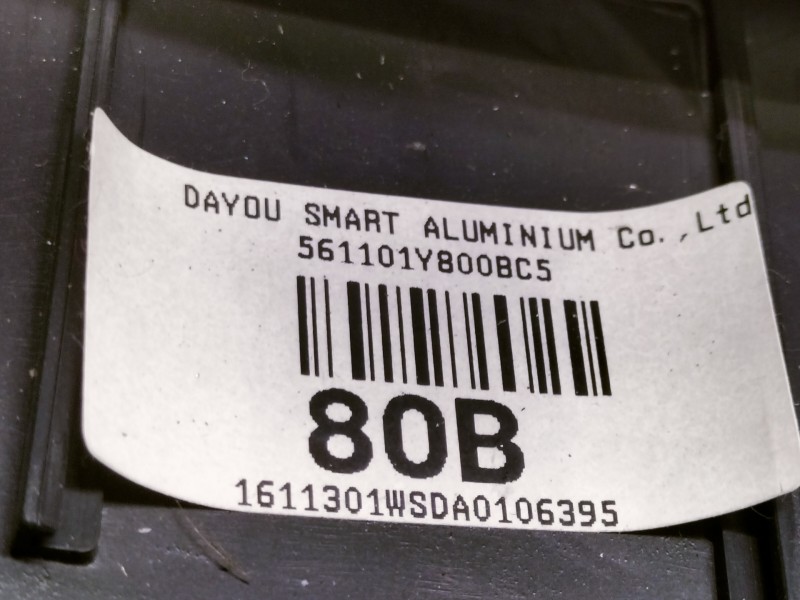 DAYOU SMART ALUMINIUM Co.,Ltd
561101Y800BC5
80B
1611301WSDA0106395